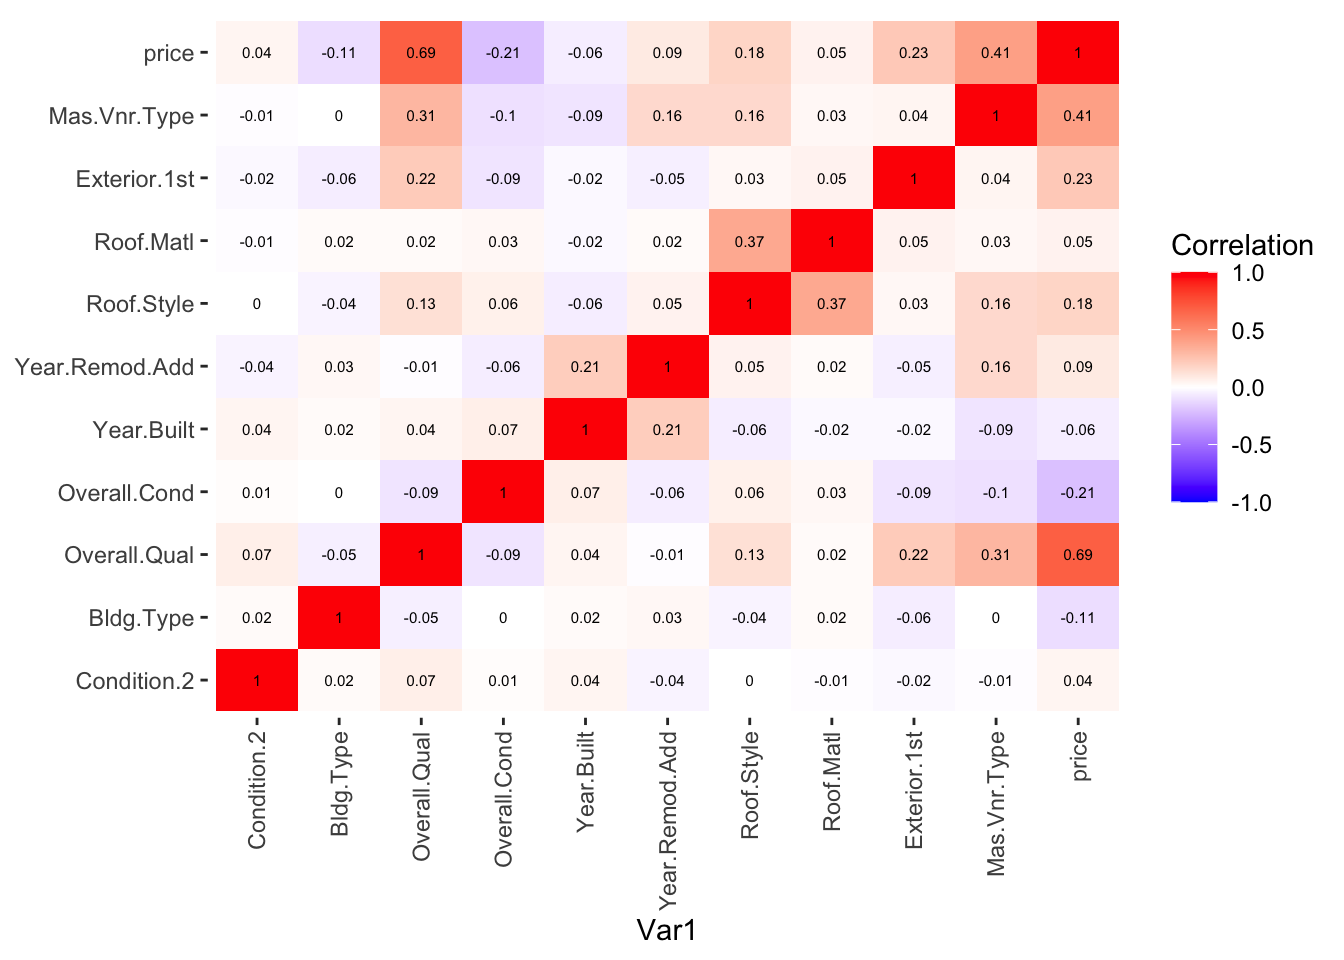 price 0.04 -0.11 0.69 -0.21 -0.06 0.09 0.18 0.05 0.23 0.41 1
Mas.Vnr.Type -0.01 0 0.31 -0.1 -0.09 0.16 0.16 0.03 0.04 1 0.41
Exterior.1st -0.02 -0.06 0.22 -0.09 -0.02 -0.05 0.03 0.05 1 0.04 0.23
Roof.Matl -0.01 0.02 0.02 0.03 -0.02 0.02 0.37 1 0.05 0.03 0.05
Roof.Style 0 -0.04 0.13 0.06 -0.06 0.05 1 0.37 0.03 0.16 0.18
Year.Remod.Add -0.04 0.03 -0.01 -0.06 0.21 1 0.05 0.02 -0.05 0.16 0.09
Year.Built 0.04 0.02 0.04 0.07 1 0.21 -0.06 -0.02 -0.02 -0.09 -0.06
Overall.Cond 0.01 0 -0.09 1 0.07 -0.06 0.06 0.03 -0.09 -0.1 -0.21
Overall.Qual 0.07 -0.05 1 -0.09 0.04 -0.01 0.13 0.02 0.22 0.31 0.69
Bldg.Type 0.02 1 -0.05 0 0.02 0.03 -0.04 0.02 -0.06 0 -0.11
Condition.2 1 0.02 0.07 0.01 0.04 -0.04 0 -0.01 -0.02 -0.01 0.04
Condition.2
Bldg.Type
Overall.Qual
Overall.Cond
Year.Built
Year.Remod.Add
Roof.Style
Roof.Matl
Exterior.1st
Mas.Vnr.Type
price
Var1
Correlation
1.0
0.5
0.0
-0.5
-1.0